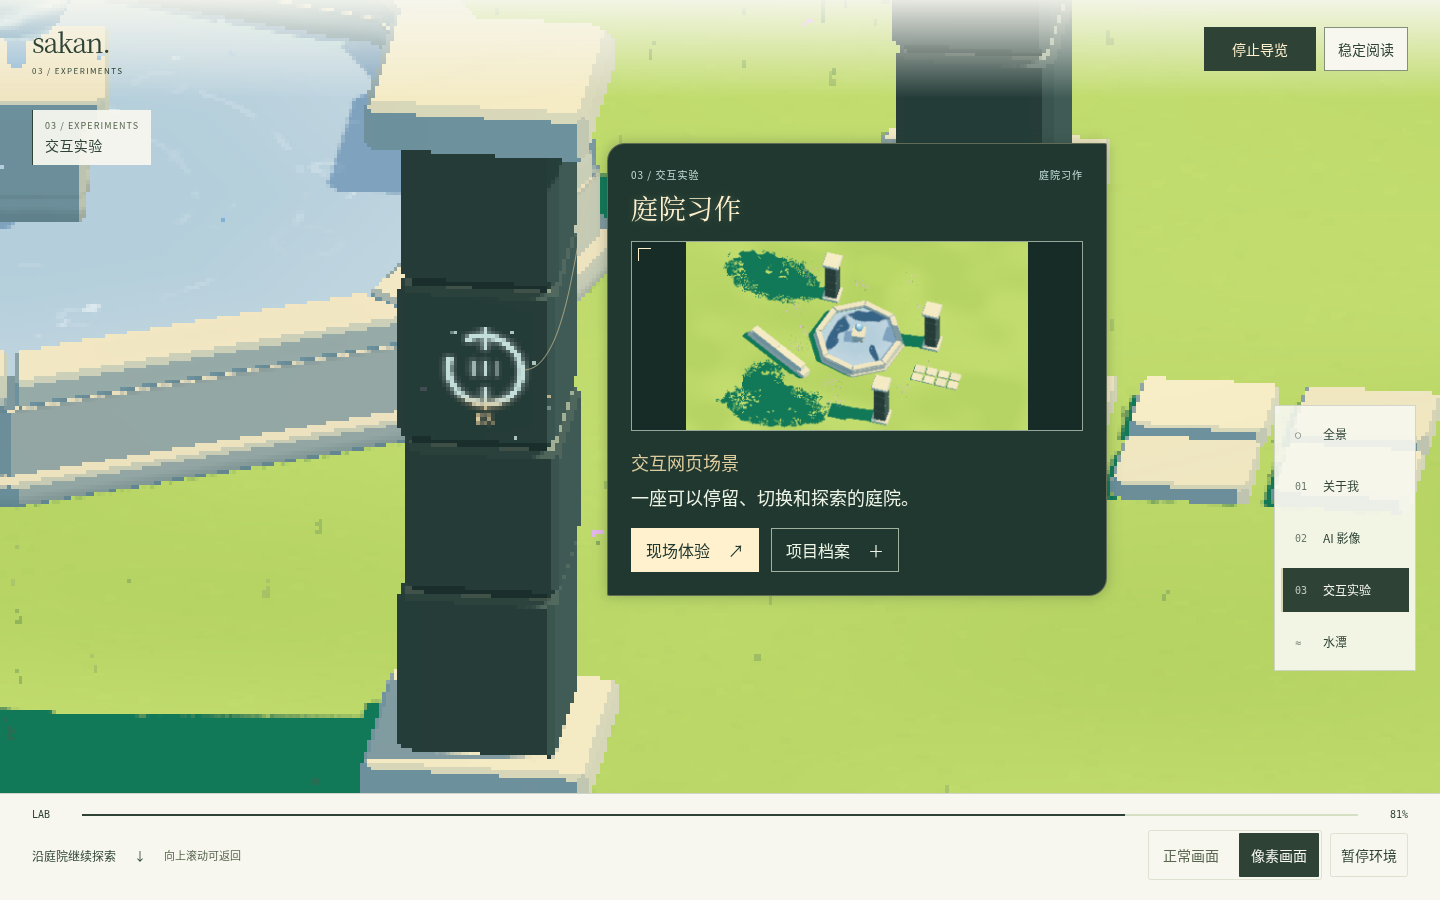 sakan.
03 / EXPERIMENTS
停止导览
稳定阅读
03 / EXPERIMENTS
交互实验
03 / 交互实验
庭院习作
庭院习作
交互网页场景
一座可以停留、切换和探索的庭院。
现场体验 ↗
项目档案 +
○ 全景
01 关于我
02 AI 影像
03 交互实验
≈ 水潭
LAB
81%
沿庭院继续探索 ↓ 向上滚动可返回
正常画面
像素画面
暂停环境